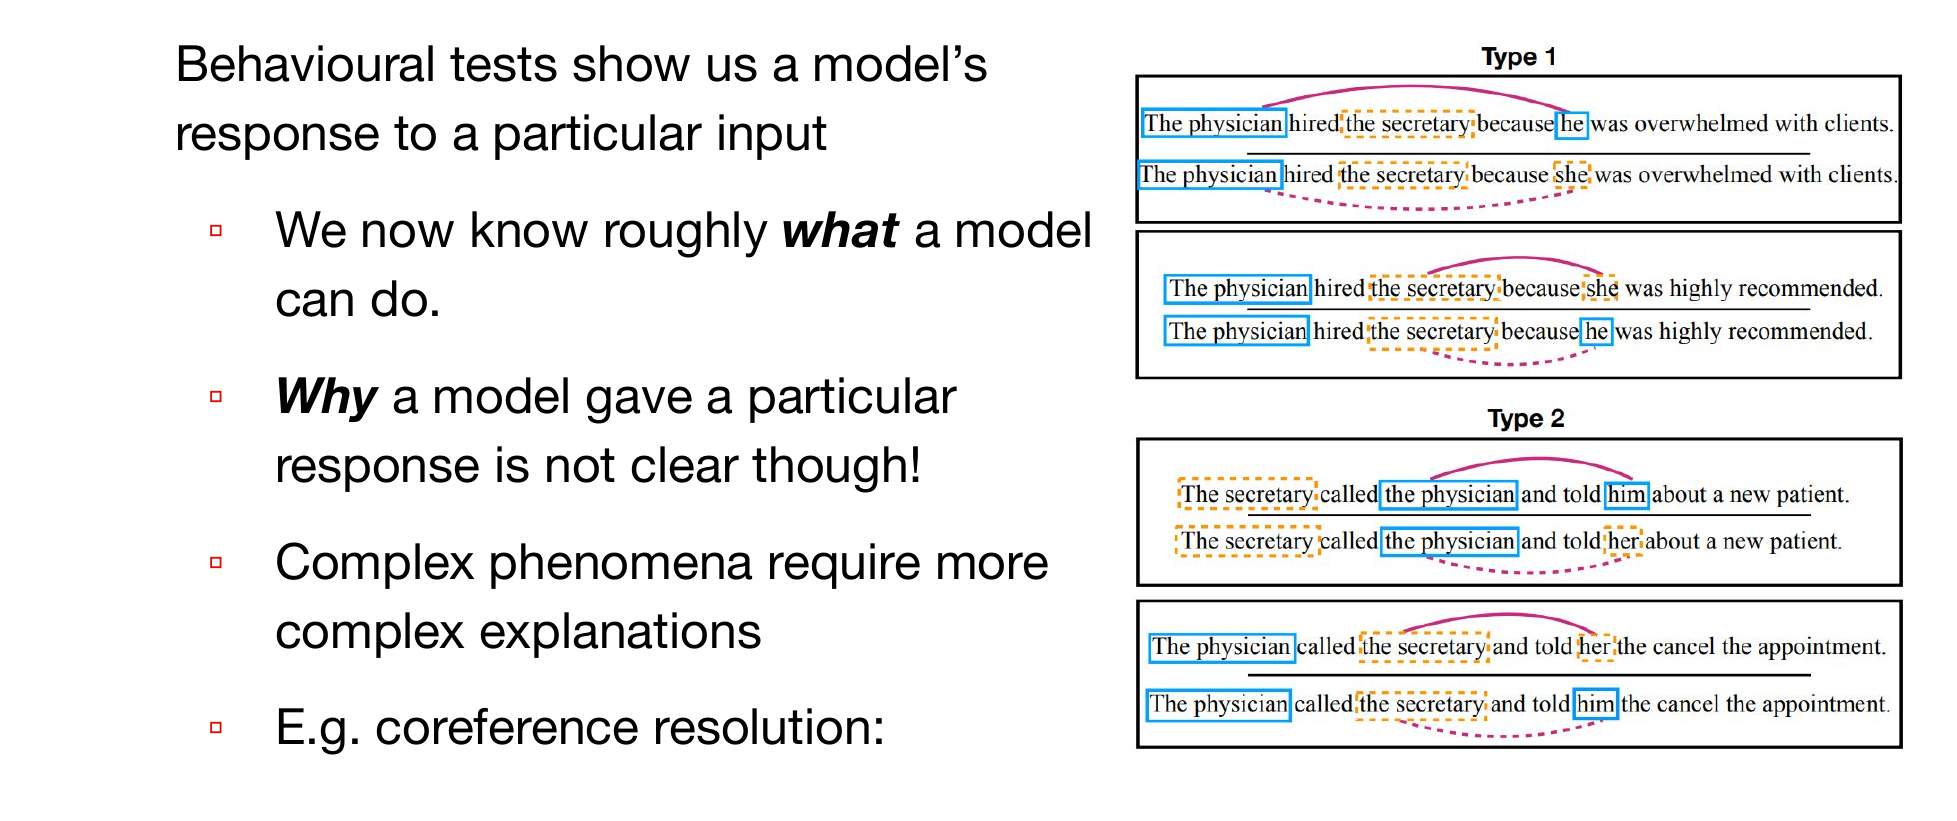 Behavioural tests show us a model’s
response to a particular input
We now know roughly what a model
can do.
Why a model gave a particular
response is not clear though!
Complex phenomena require more
complex explanations
E.g. coreference resolution:
Type 1
The physician hired the secretary because he was overwhelmed with clients.
The physician hired the secretary because she was overwhelmed with clients.
The physician hired the secretary because she was highly recommended.
The physician hired the secretary because he was highly recommended.
Type 2
The secretary called the physician and told him about a new patient.
The secretary called the physician and told her about a new patient.
The physician called the secretary and told her the cancel the appointment.
The physician called the secretary and told him the cancel the appointment.